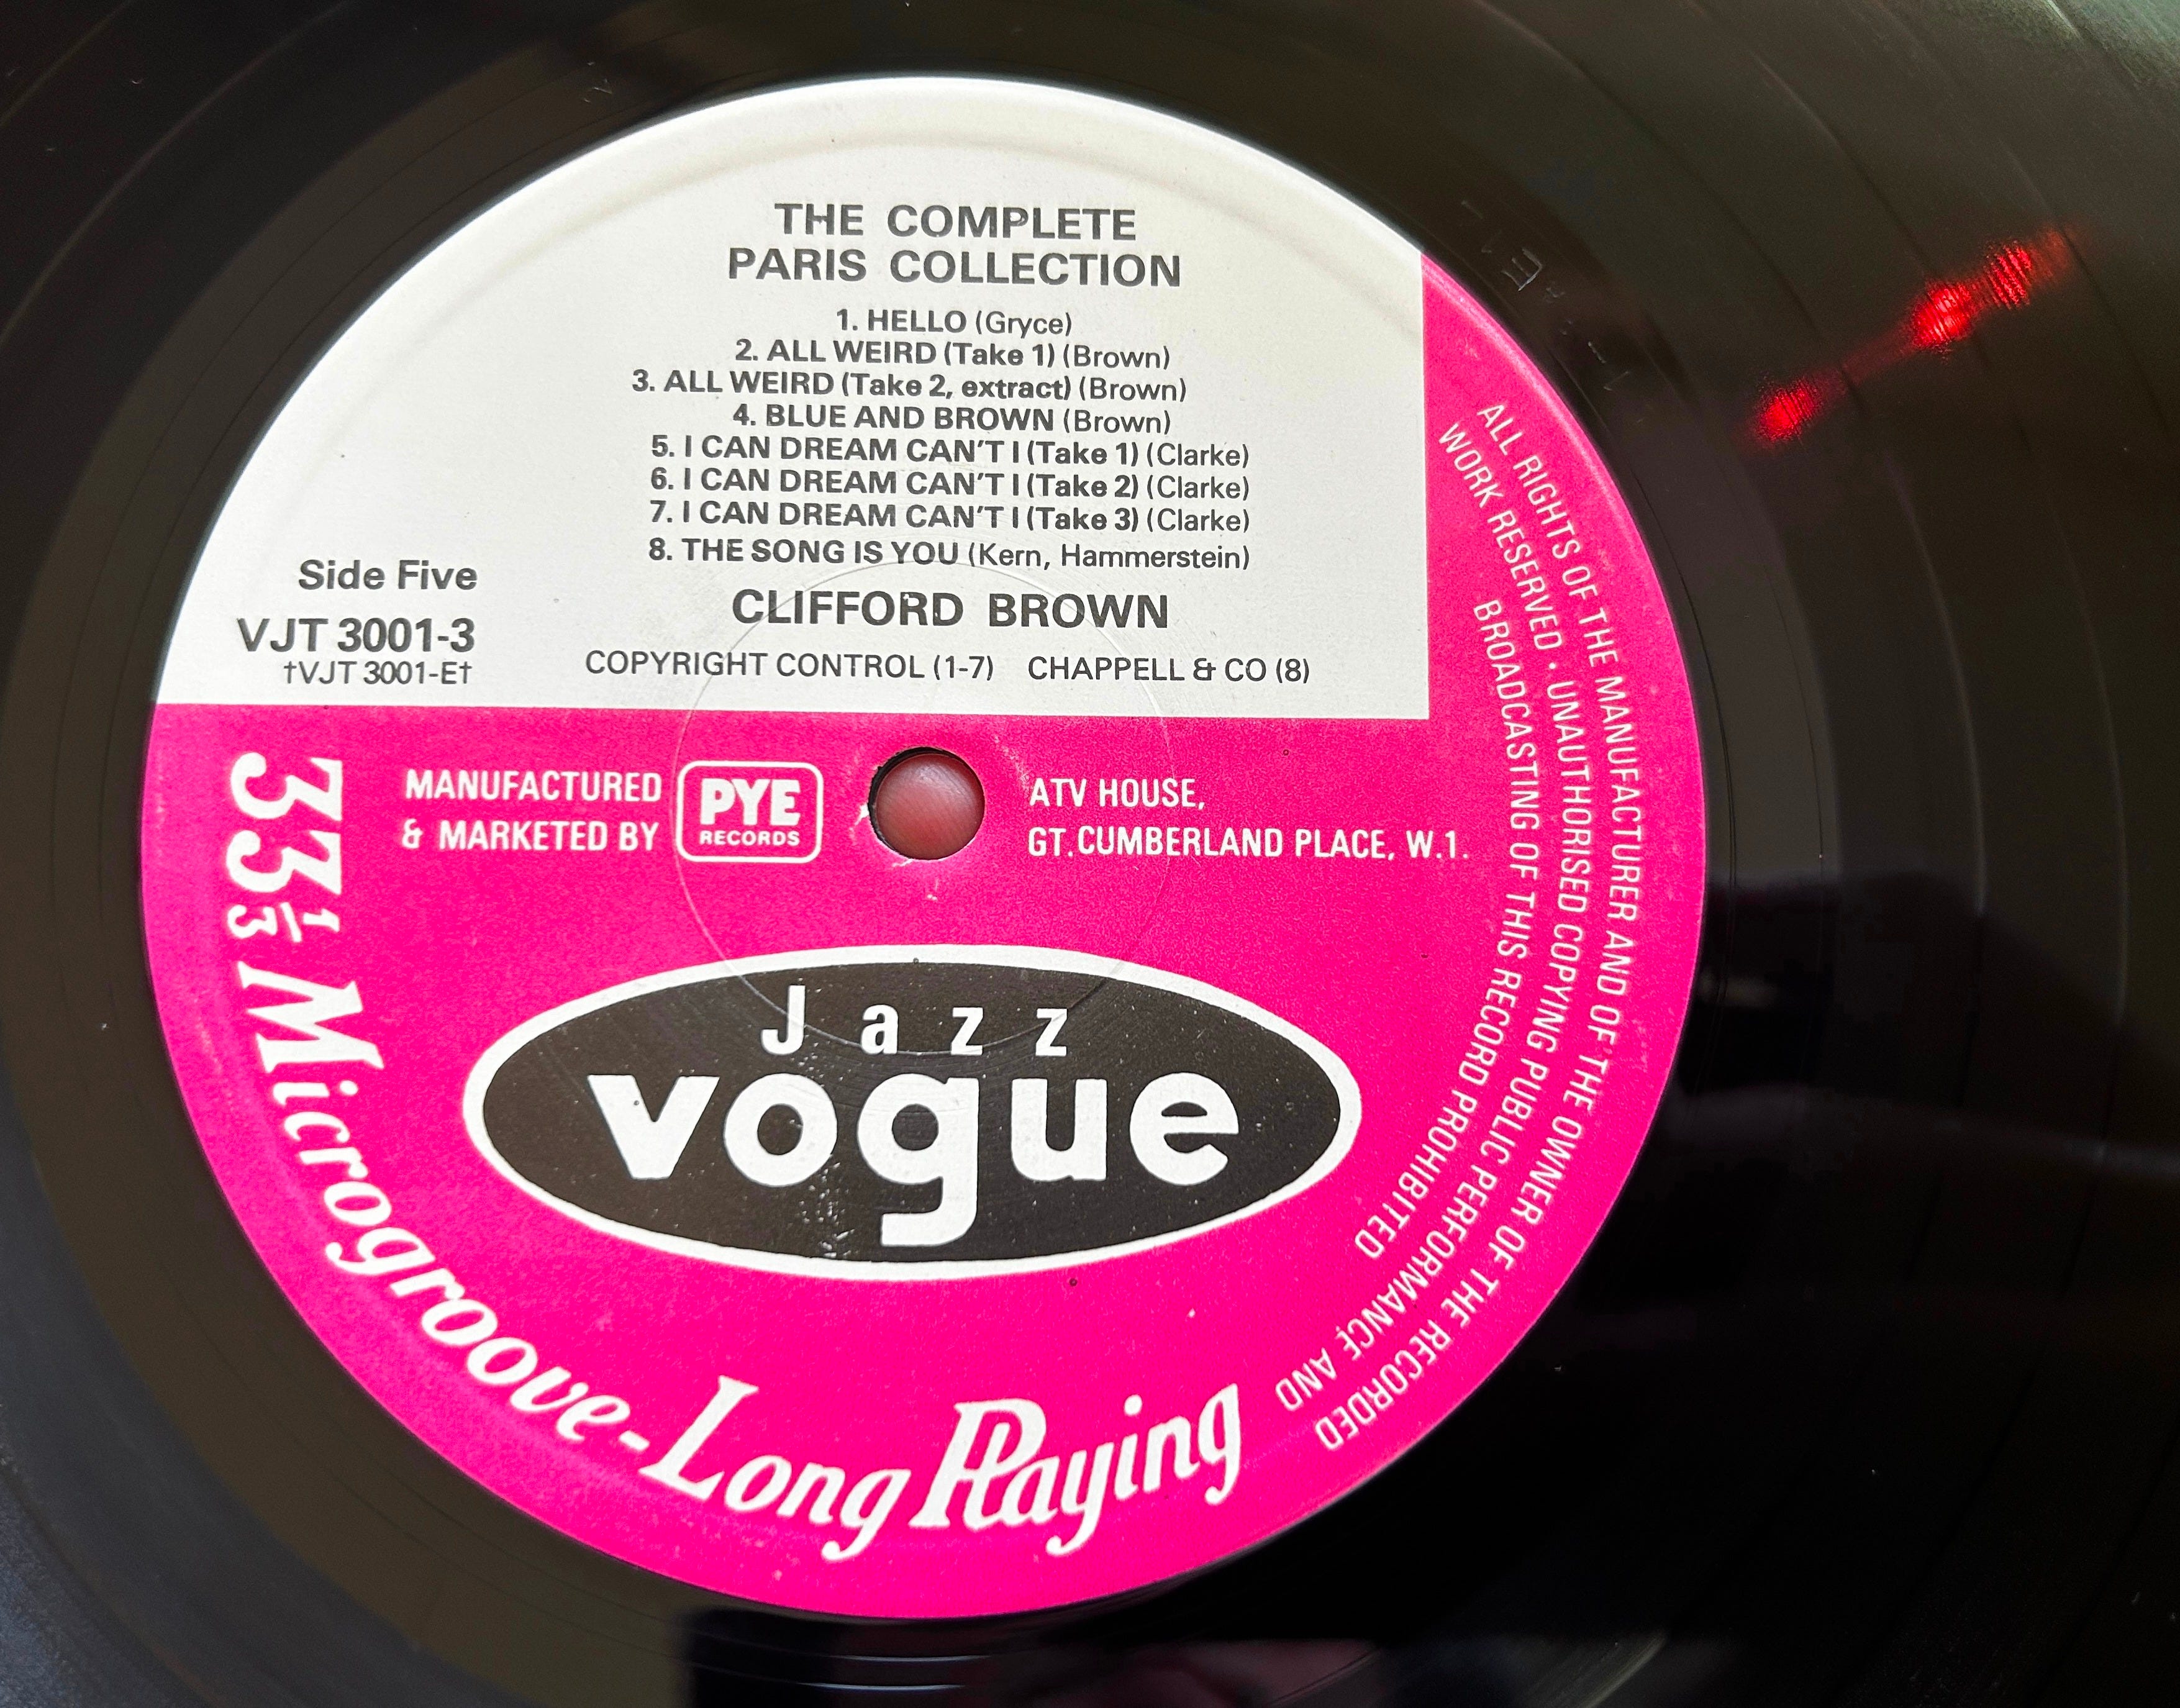 THE COMPLETE
PARIS COLLECTION
1. HELLO (Gryce)
2. ALL WEIRD (Take 1) (Brown)
3. ALL WEIRD (Take 2, extract) (Brown)
4. BLUE AND BROWN (Brown)
5. I CAN DREAM CAN'T I (Take 1) (Clarke)
6. I CAN DREAM CAN'T I (Take 2) (Clarke)
7. I CAN DREAM CAN'T I (Take 3) (Clarke)
8. THE SONG IS YOU (Kern, Hammerstein)
Side Five
VJT 3001-3
†VJT 3001-E†
CLIFFORD BROWN
COPYRIGHT CONTROL (1-7) CHAPPELL & CO (8)
MANUFACTURED
& MARKETED BY
PYE
RECORDS
ATV HOUSE,
GT. CUMBERLAND PLACE, W.1.
Jazz
vogue
33⅓ Microgroove-Long Playing
ALL RIGHTS OF THE MANUFACTURER AND OF THE OWNER OF THE RECORDED
WORK RESERVED · UNAUTHORISED COPYING PUBLIC PERFORMANCE AND
BROADCASTING OF THIS RECORD PROHIBITED